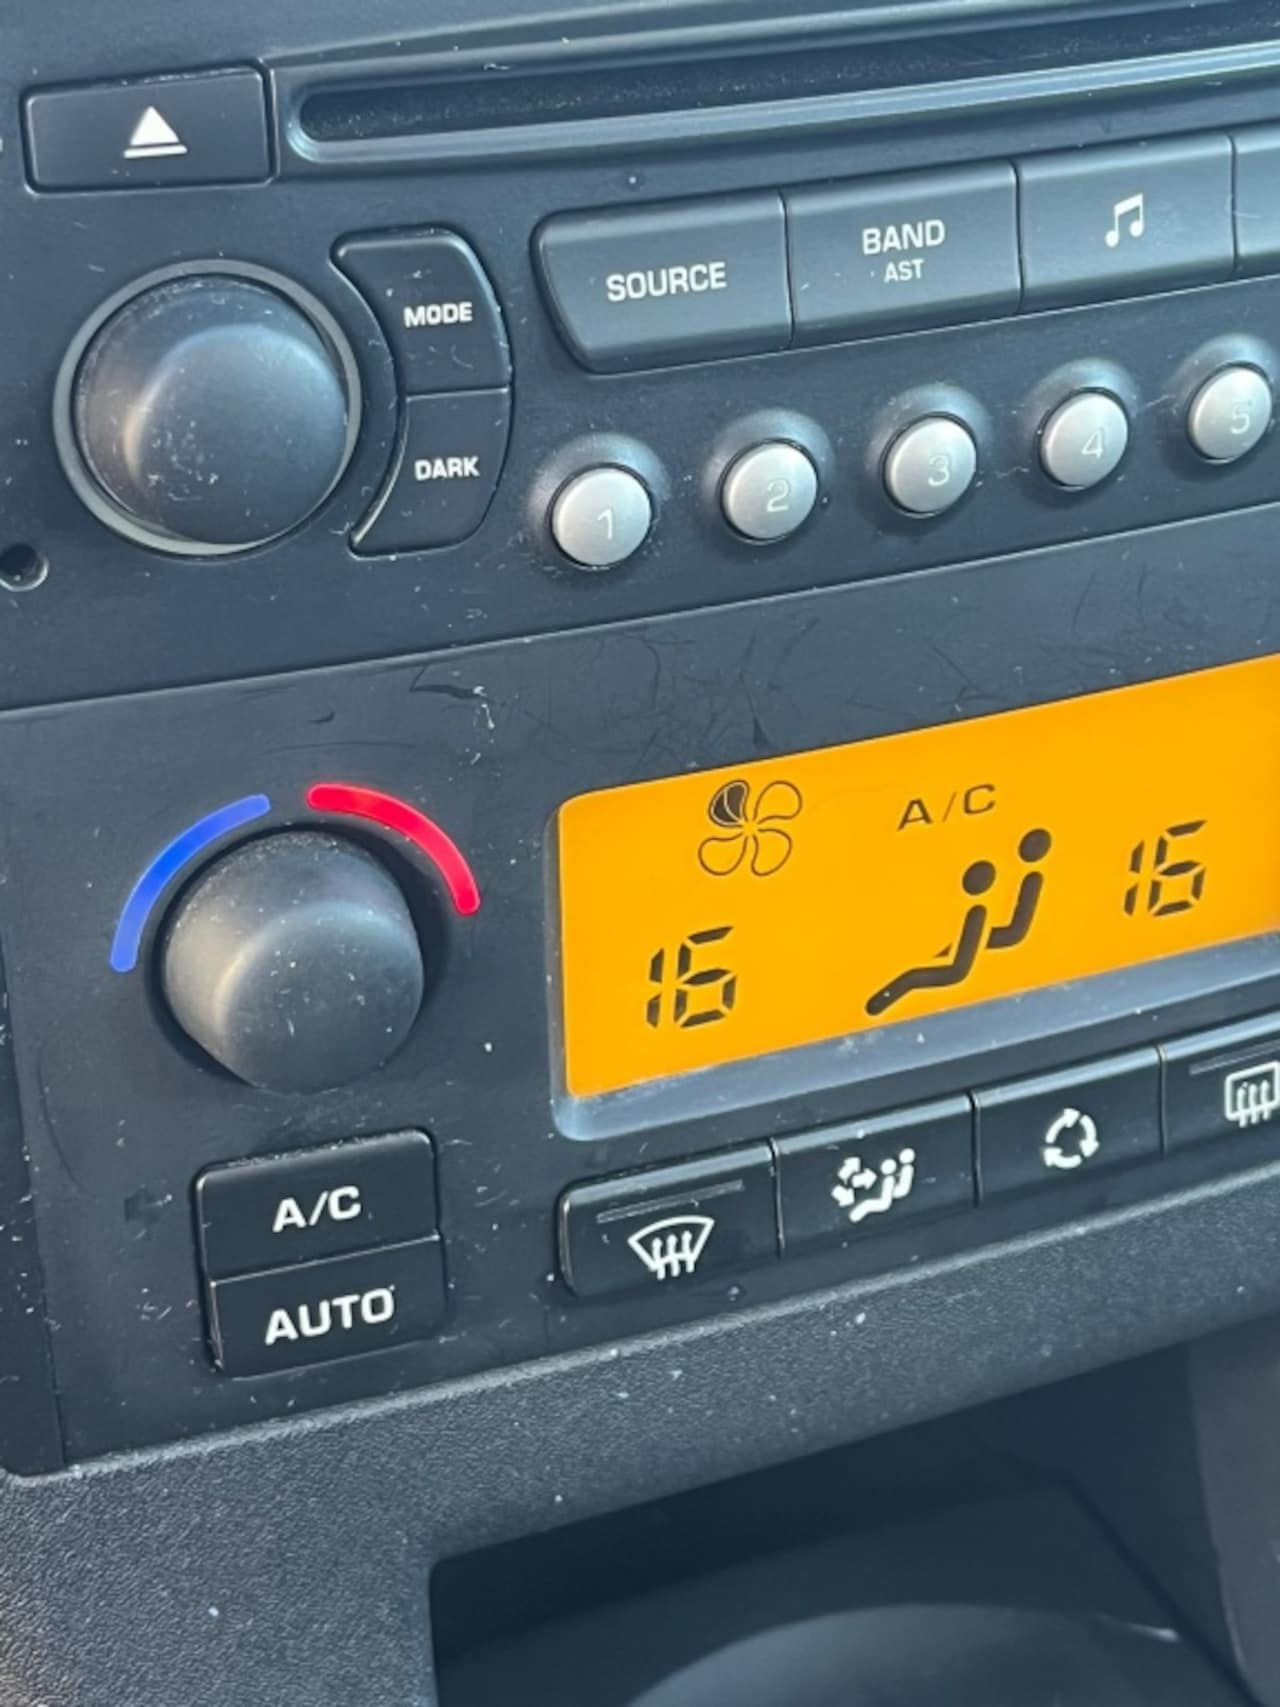 SOURCE
BAND
AST
MODE
DARK
1
2
3
4
5
A/C
16
16
A/C
AUTO